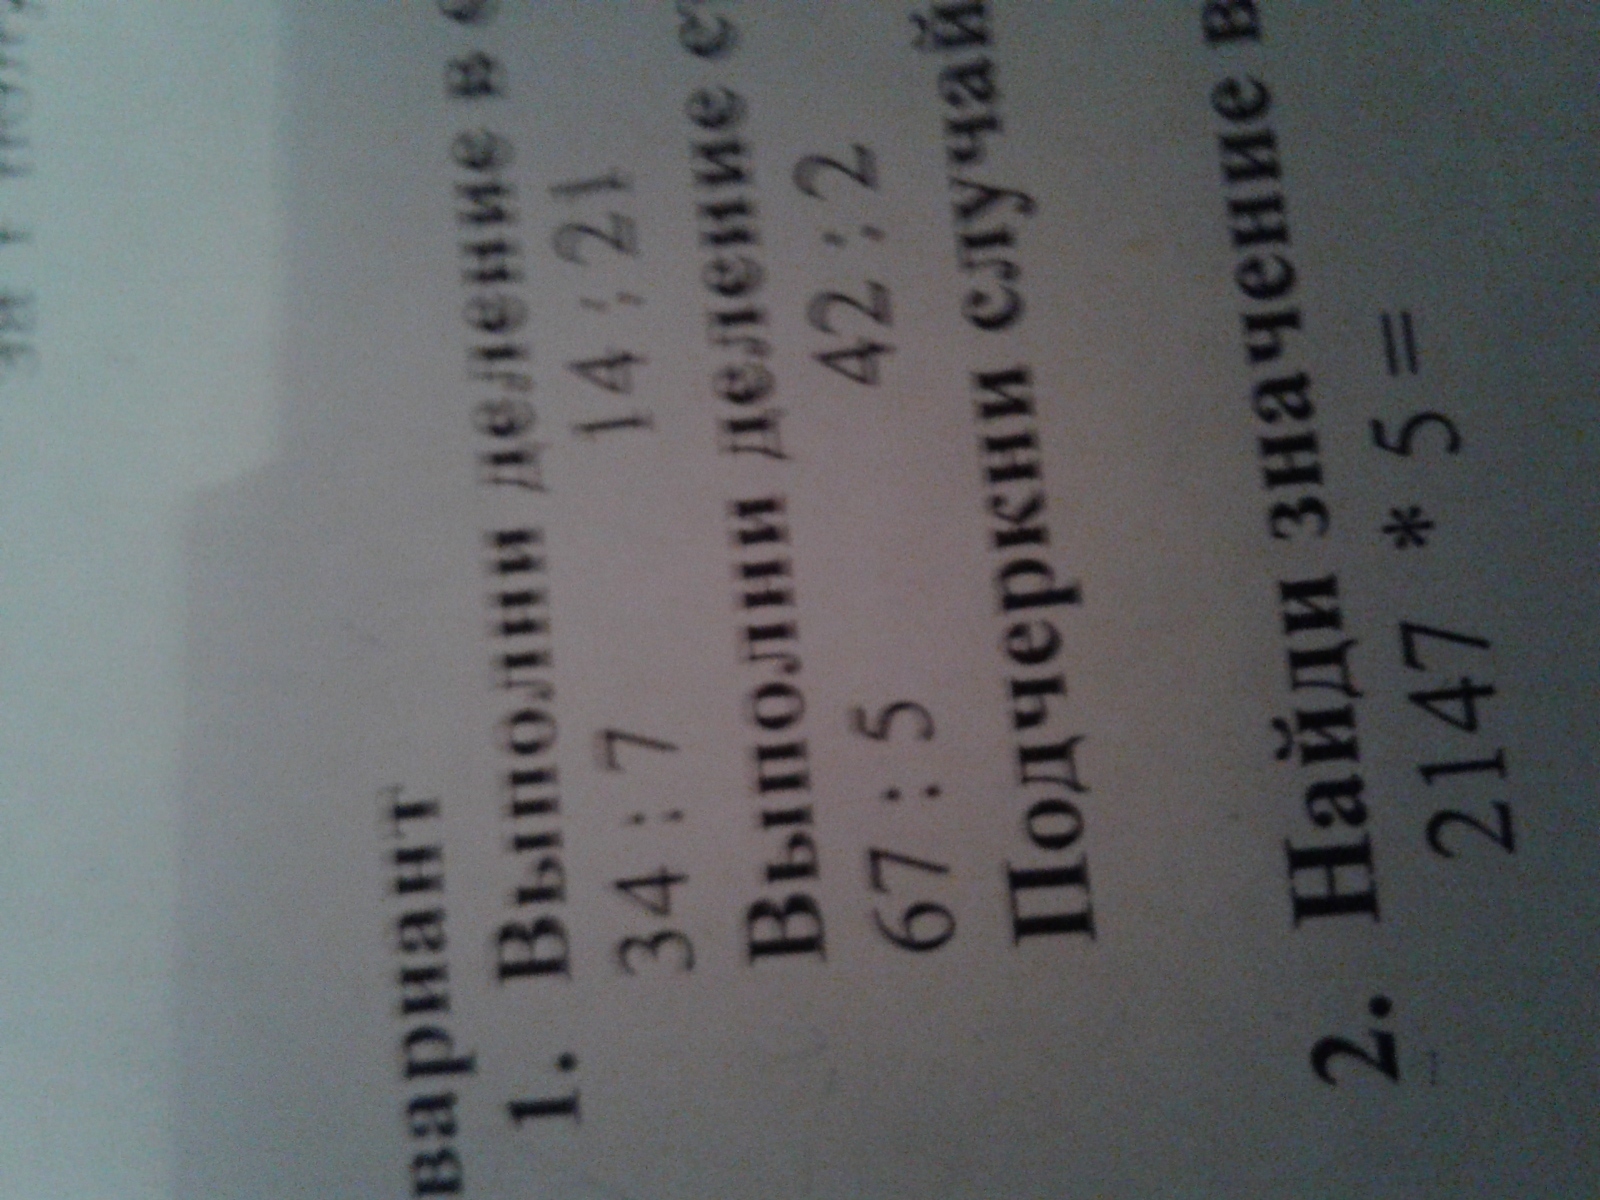 вариант
1. Выполни деление в
34 : 7 14 : 21
Выполни деление ст
67 : 5 42 : 2
Подчеркни случай
2. Найди значение в
2147 * 5 =